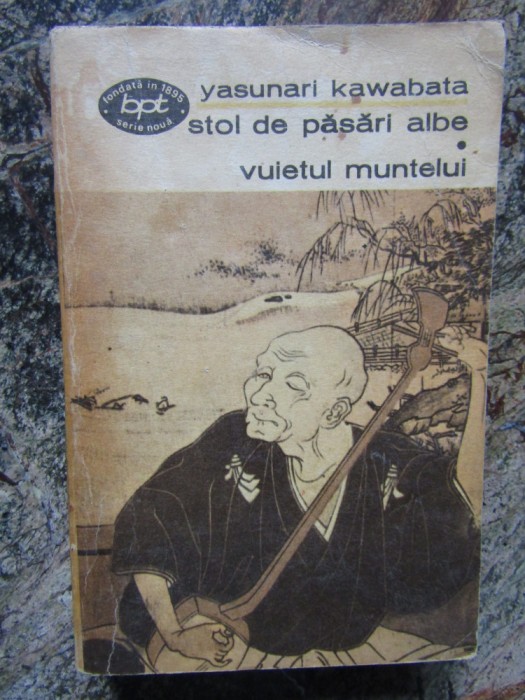 fondată în 1895
bpt
serie nouă
yasunari kawabata
stol de păsări albe
•
vuietul muntelui